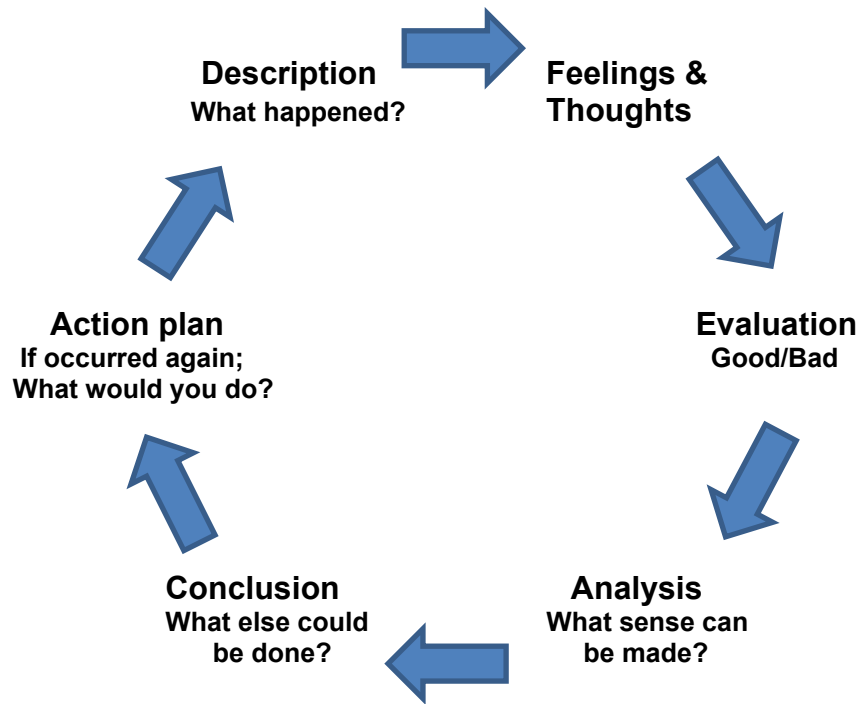 Description
What happened?
Feelings &
Thoughts
Evaluation
Good/Bad
Analysis
What sense can
be made?
Conclusion
What else could
be done?
Action plan
If occurred again;
What would you do?